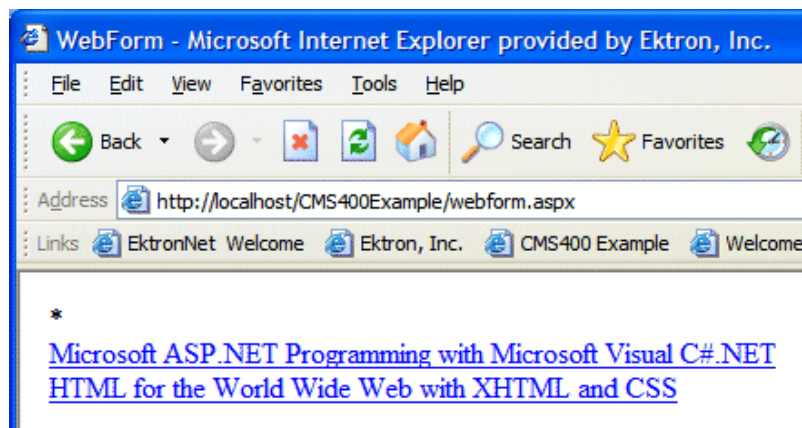 WebForm - Microsoft Internet Explorer provided by Ektron, Inc.
File Edit View Favorites Tools Help
Back Search Favorites
Address http://localhost/CMS400Example/webform.aspx
Links EktronNet Welcome Ektron, Inc. CMS400 Example Welcome
*
Microsoft ASP.NET Programming with Microsoft Visual C#.NET
HTML for the World Wide Web with XHTML and CSS